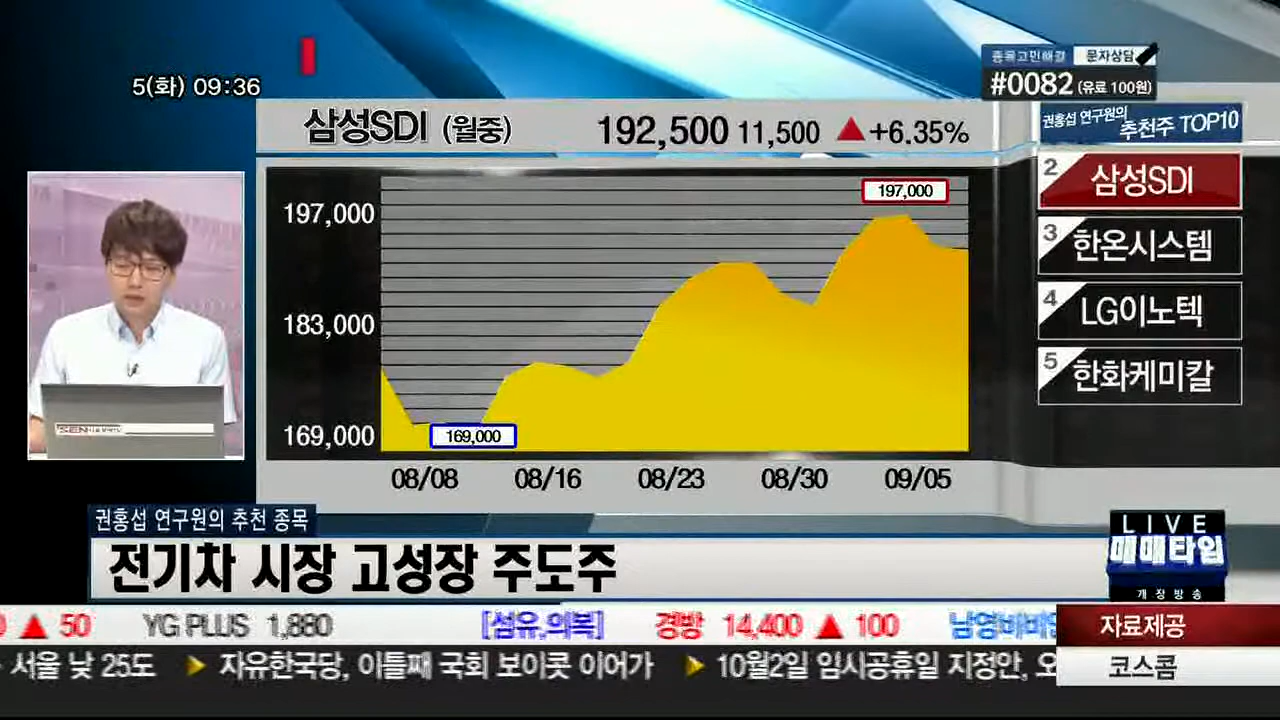 5(화) 09:36
종목고민해결 문자상담
#0082 (유료 100원)
삼성SDI (월중) 192,500 11,500 ▲+6.35%
권홍섭 연구원의
추천주 TOP10
2 삼성SDI
3 한온시스템
4 LG이노텍
5 한화케미칼
197,000
197,000
183,000
169,000
169,000
08/08 08/16 08/23 08/30 09/05
SEN
권홍섭 연구원의 추천 종목
전기차 시장 고성장 주도주
LIVE
매매타임
개장방송
0 ▲ 50 YG PLUS 1,880 [섬유,의복] 경방 14,400 ▲ 100 남영비비안
자료제공
서울 낮 25도 ▶ 자유한국당, 이틀째 국회 보이콧 이어가 ▶ 10월2일 임시공휴일 지정안, 오
코스콤